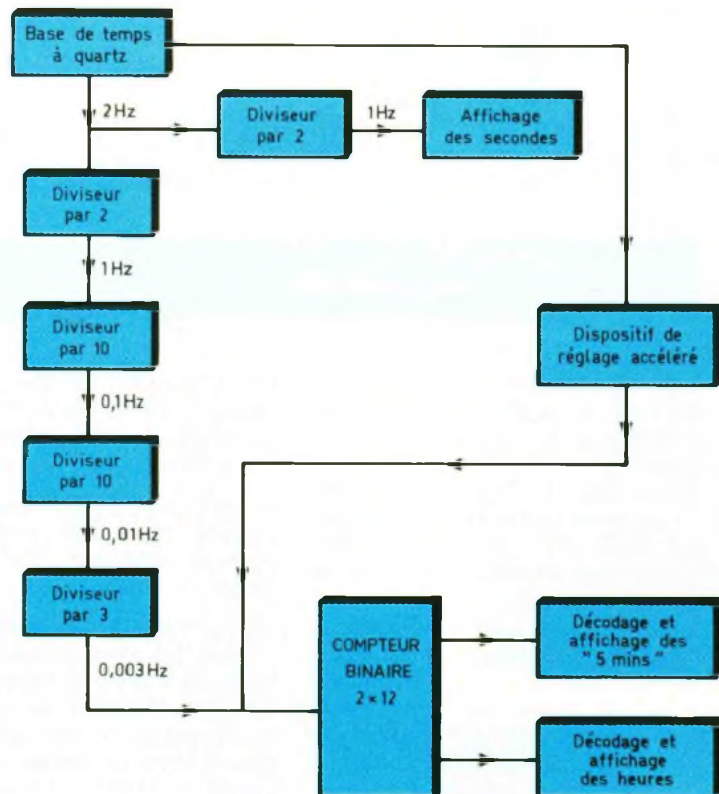 Base de temps
à quartz
2Hz
Diviseur
par 2
1Hz
Affichage
des secondes
Diviseur
par 2
1Hz
Diviseur
par 10
Dispositif de
réglage accéléré
0,1Hz
Diviseur
par 10
0,01Hz
Diviseur
par 3
0,003Hz
COMPTEUR
BINAIRE
2×12
Décodage et
affichage des
"5 mins"
Décodage et
affichage
des heures